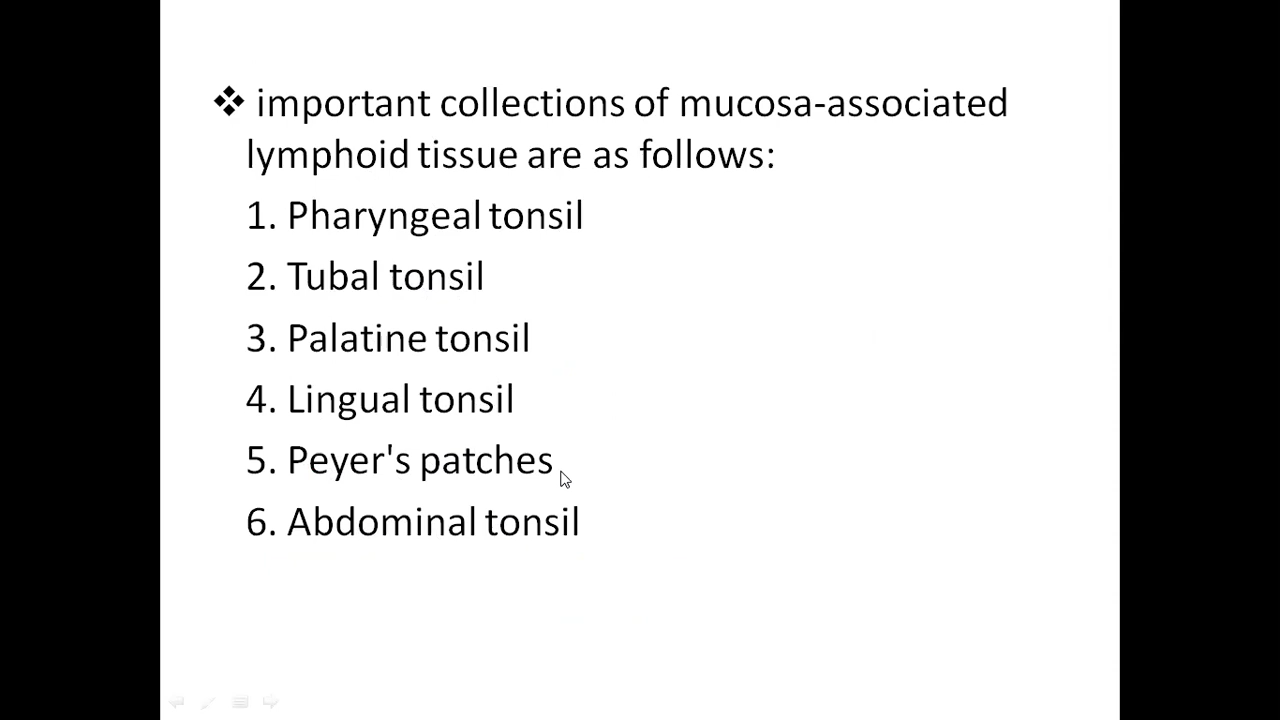 ❖ important collections of mucosa-associated
lymphoid tissue are as follows:
1. Pharyngeal tonsil
2. Tubal tonsil
3. Palatine tonsil
4. Lingual tonsil
5. Peyer's patches
6. Abdominal tonsil